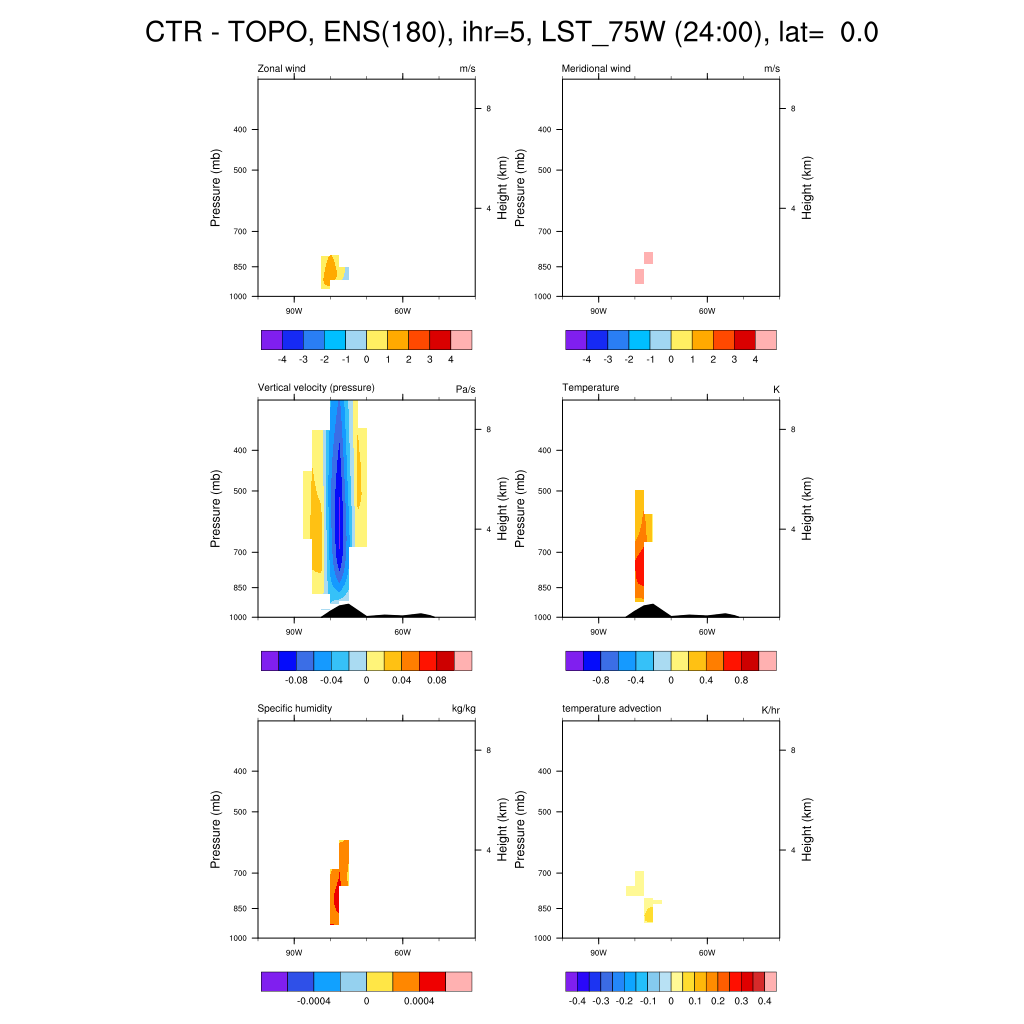 CTR - TOPO, ENS(180), ihr=5, LST_75W (24:00), lat=  0.0
Zonal wind m/s Meridional wind m/s
Pressure (mb) Height (km) Pressure (mb) Height (km)
8 8
400 400
500 500
4 4
700 700
850 850
1000 1000
90W 60W 90W 60W
-4 -3 -2 -1 0 1 2 3 4 -4 -3 -2 -1 0 1 2 3 4
Vertical velocity (pressure) Pa/s Temperature K
Pressure (mb) Height (km) Pressure (mb) Height (km)
8 8
400 400
500 500
4 4
700 700
850 850
1000 1000
90W 60W 90W 60W
-0.08 -0.04 0 0.04 0.08 -0.8 -0.4 0 0.4 0.8
Specific humidity kg/kg temperature advection K/hr
Pressure (mb) Height (km) Pressure (mb) Height (km)
8 8
400 400
500 500
4 4
700 700
850 850
1000 1000
90W 60W 90W 60W
-0.0004 0 0.0004 -0.4 -0.3 -0.2 -0.1 0 0.1 0.2 0.3 0.4